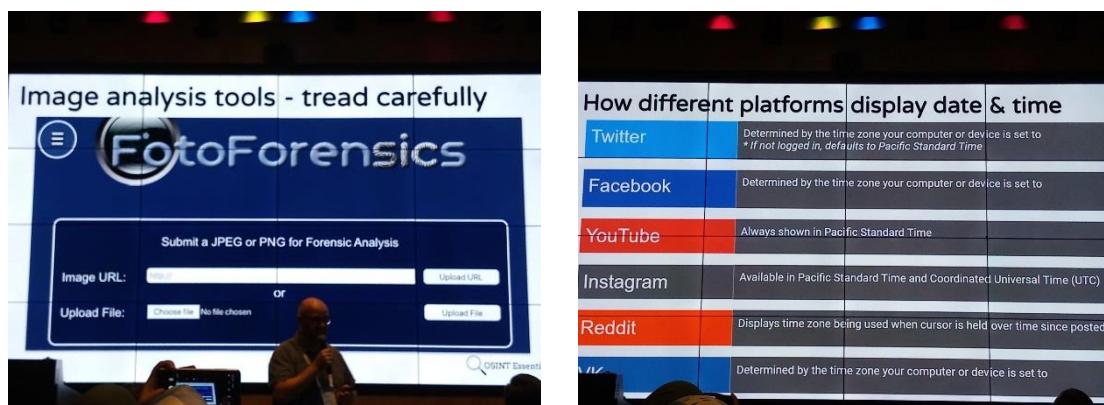 Image analysis tools - tread carefully
FotoForensics
Submit a JPEG or PNG for Forensic Analysis
Image URL:
http://
Upload URL
or
Upload File:
Choose file
No file chosen
Upload File
OSINT Essenti
How different platforms display date & time
Twitter
Determined by the time zone your computer or device is set to
* If not logged in, defaults to Pacific Standard Time
Facebook
Determined by the time zone your computer or device is set to
YouTube
Always shown in Pacific Standard Time
Instagram
Available in Pacific Standard Time and Coordinated Universal Time (UTC)
Reddit
Displays time zone being used when cursor is held over time since posted
VK
Determined by the time zone your computer or device is set to